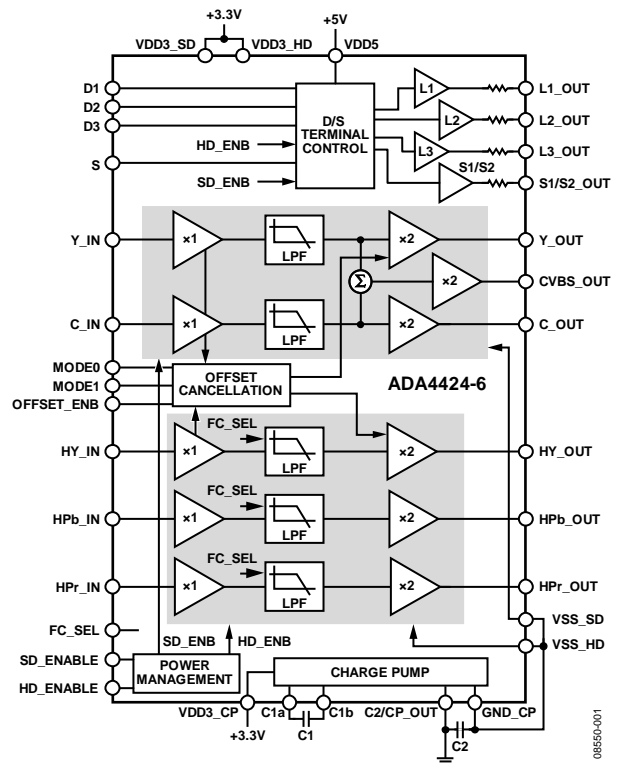 +3.3V
+5V
VDD3_SD
VDD3_HD
VDD5
D1
D2
D3
S
HD_ENB
SD_ENB
D/S
TERMINAL
CONTROL
L1
L2
L3
S1/S2
L1_OUT
L2_OUT
L3_OUT
S1/S2_OUT
Y_IN
×1
LPF
×2
Y_OUT
Σ
×2
CVBS_OUT
C_IN
×1
LPF
×2
C_OUT
MODE0
MODE1
OFFSET_ENB
OFFSET
CANCELLATION
ADA4424-6
HY_IN
×1
FC_SEL
LPF
×2
HY_OUT
HPb_IN
×1
FC_SEL
LPF
×2
HPb_OUT
HPr_IN
×1
FC_SEL
LPF
×2
HPr_OUT
FC_SEL
SD_ENB
HD_ENB
VSS_SD
VSS_HD
SD_ENABLE
HD_ENABLE
POWER
MANAGEMENT
CHARGE PUMP
VDD3_CP
C1a
C1b
C2/CP_OUT
GND_CP
+3.3V
C1
C2
08550-001